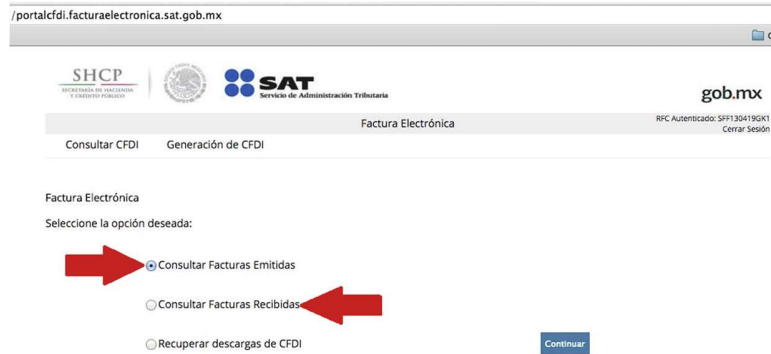 /portalcfdi.facturaelectronica.sat.gob.mx
SHCP
SECRETARÍA DE HACIENDA
Y CRÉDITO PÚBLICO
SAT
Servicio de Administración Tributaria
gob.mx
Factura Electrónica
RFC Autenticado: SFF130419GK1
Cerrar Sesión
Consultar CFDI Generación de CFDI
Factura Electrónica
Seleccione la opción deseada:
Consultar Facturas Emitidas
Consultar Facturas Recibidas
Recuperar descargas de CFDI
Continuar